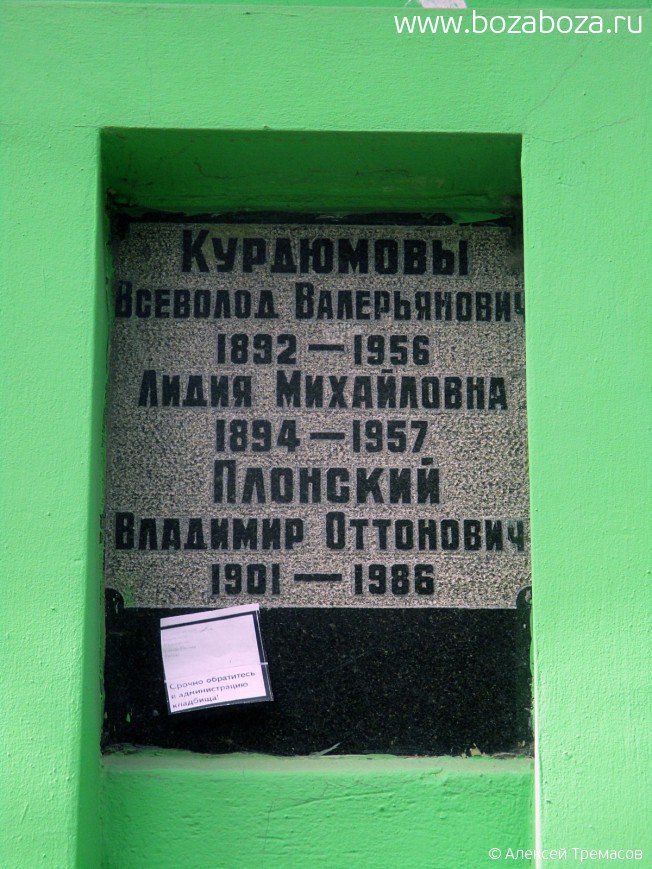 www.bozaboza.ru
Курдюмовы
Всеволод Валерьянович
1892 — 1956
Лидия Михайловна
1894 — 1957
Плонский
Владимир Оттонович
1901 — 1986
Срочно обратитесь
в администрацию
кладбища!
© Алексей Тремасов